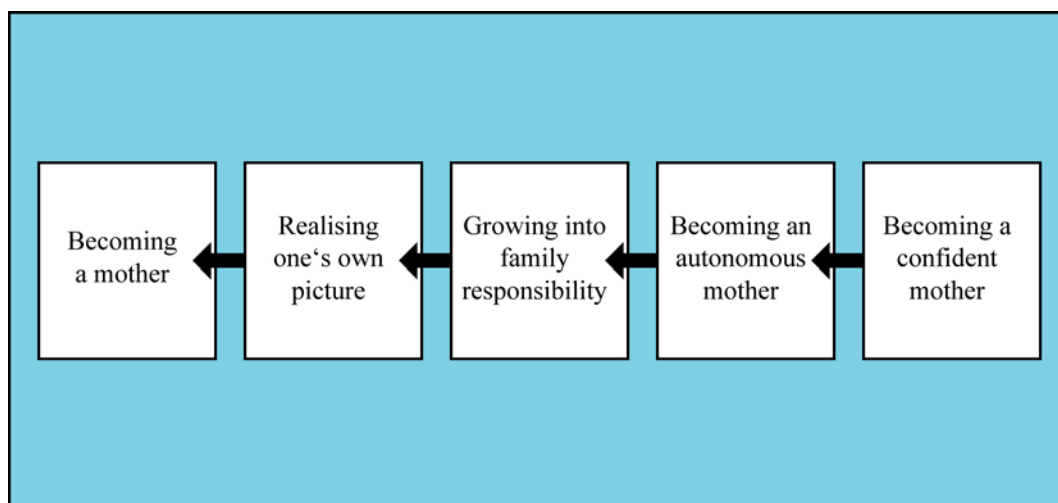 Becoming
a mother
Realising
one‘s own
picture
Growing into
family
responsibility
Becoming an
autonomous
mother
Becoming a
confident
mother